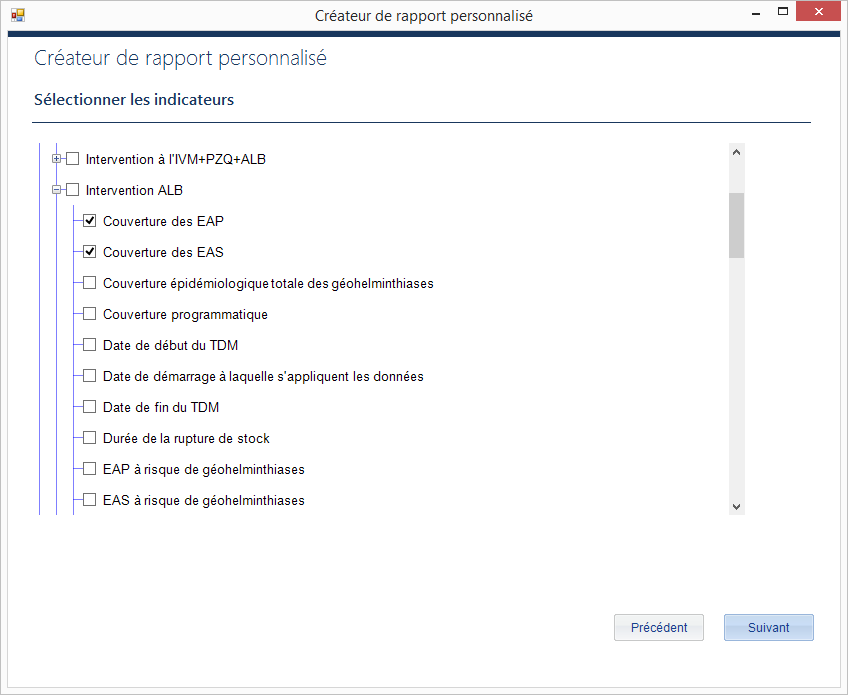 Créateur de rapport personnalisé
Créateur de rapport personnalisé
Sélectionner les indicateurs
Intervention à l'IVM+PZQ+ALB
Intervention ALB
Couverture des EAP
Couverture des EAS
Couverture épidémiologique totale des géohelminthiases
Couverture programmatique
Date de début du TDM
Date de démarrage à laquelle s'appliquent les données
Date de fin du TDM
Durée de la rupture de stock
EAP à risque de géohelminthiases
EAS à risque de géohelminthiases
Précédent
Suivant